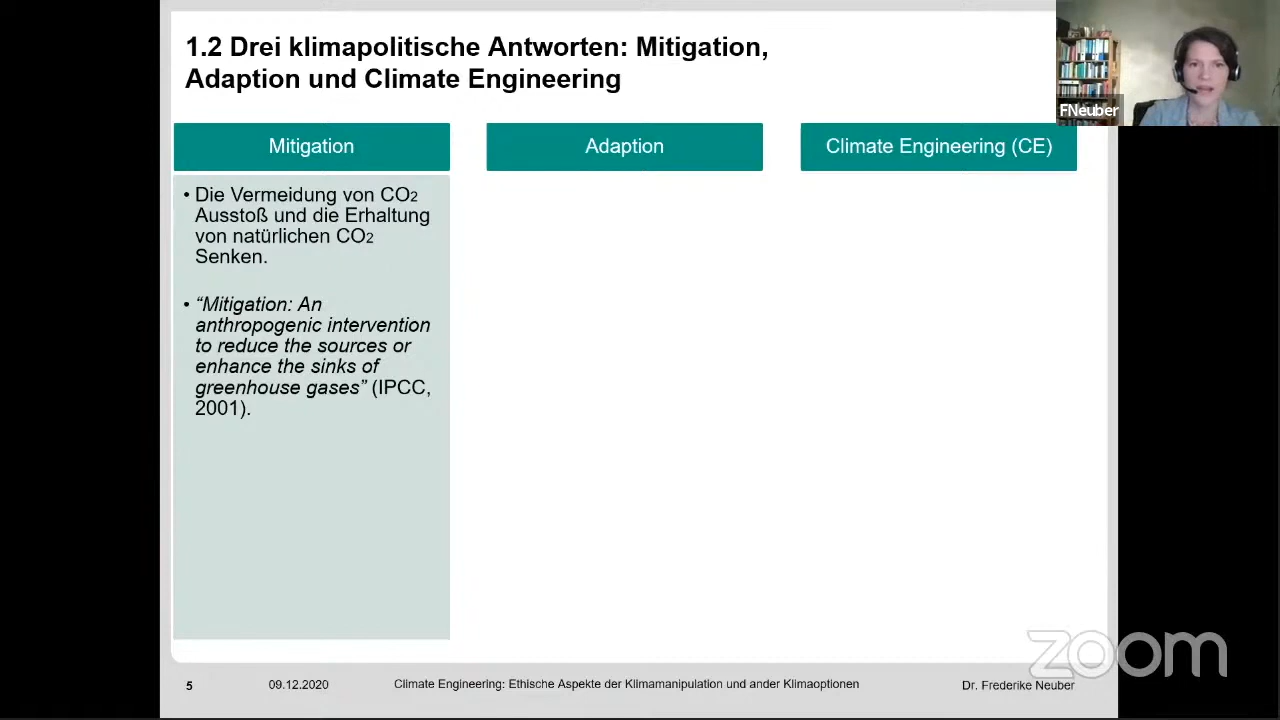 1.2 Drei klimapolitische Antworten: Mitigation,
Adaption und Climate Engineering
FNeuber
Mitigation
Adaption
Climate Engineering (CE)
• Die Vermeidung von CO2
Ausstoß und die Erhaltung
von natürlichen CO2
Senken.
• “Mitigation: An
anthropogenic intervention
to reduce the sources or
enhance the sinks of
greenhouse gases” (IPCC,
2001).
zoom
5
09.12.2020
Climate Engineering: Ethische Aspekte der Klimamanipulation und ander Klimaoptionen
Dr. Frederike Neuber